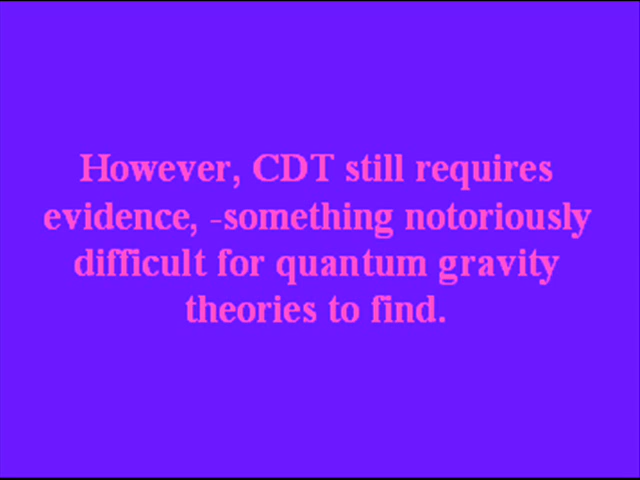 However, CDT still requires
evidence, -something notoriously
difficult for quantum gravity
theories to find.